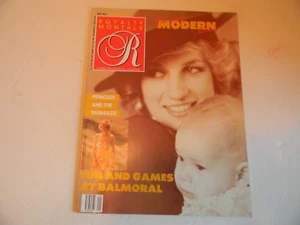 ROYALTY
MONTHLY
R
MODERN
PRINCESS
AND THE
FUN AND GAMES
AT BALMORAL